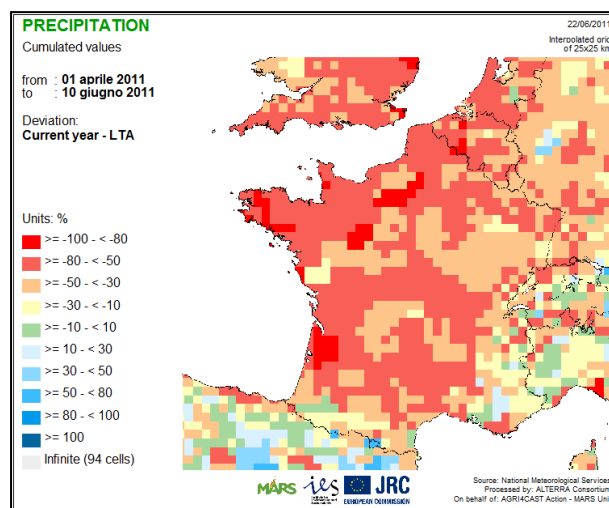 PRECIPITATION
Cumulated values
from : 01 aprile 2011
to : 10 giugno 2011
Deviation:
Current year - LTA
22/06/2011
Interpolated grid
of 25x25 km
Units: %
>= -100 - < -80
>= -80 - < -50
>= -50 - < -30
>= -30 - < -10
>= -10 - < 10
>= 10 - < 30
>= 30 - < 50
>= 50 - < 80
>= 80 - < 100
>= 100
Infinite (94 cells)
MARS
ies
JRC
EUROPEAN COMMISSION
Source: National Meteorological Services
Processed by: ALTERRA Consortium
On behalf of: AGRI4CAST Action - MARS Uni